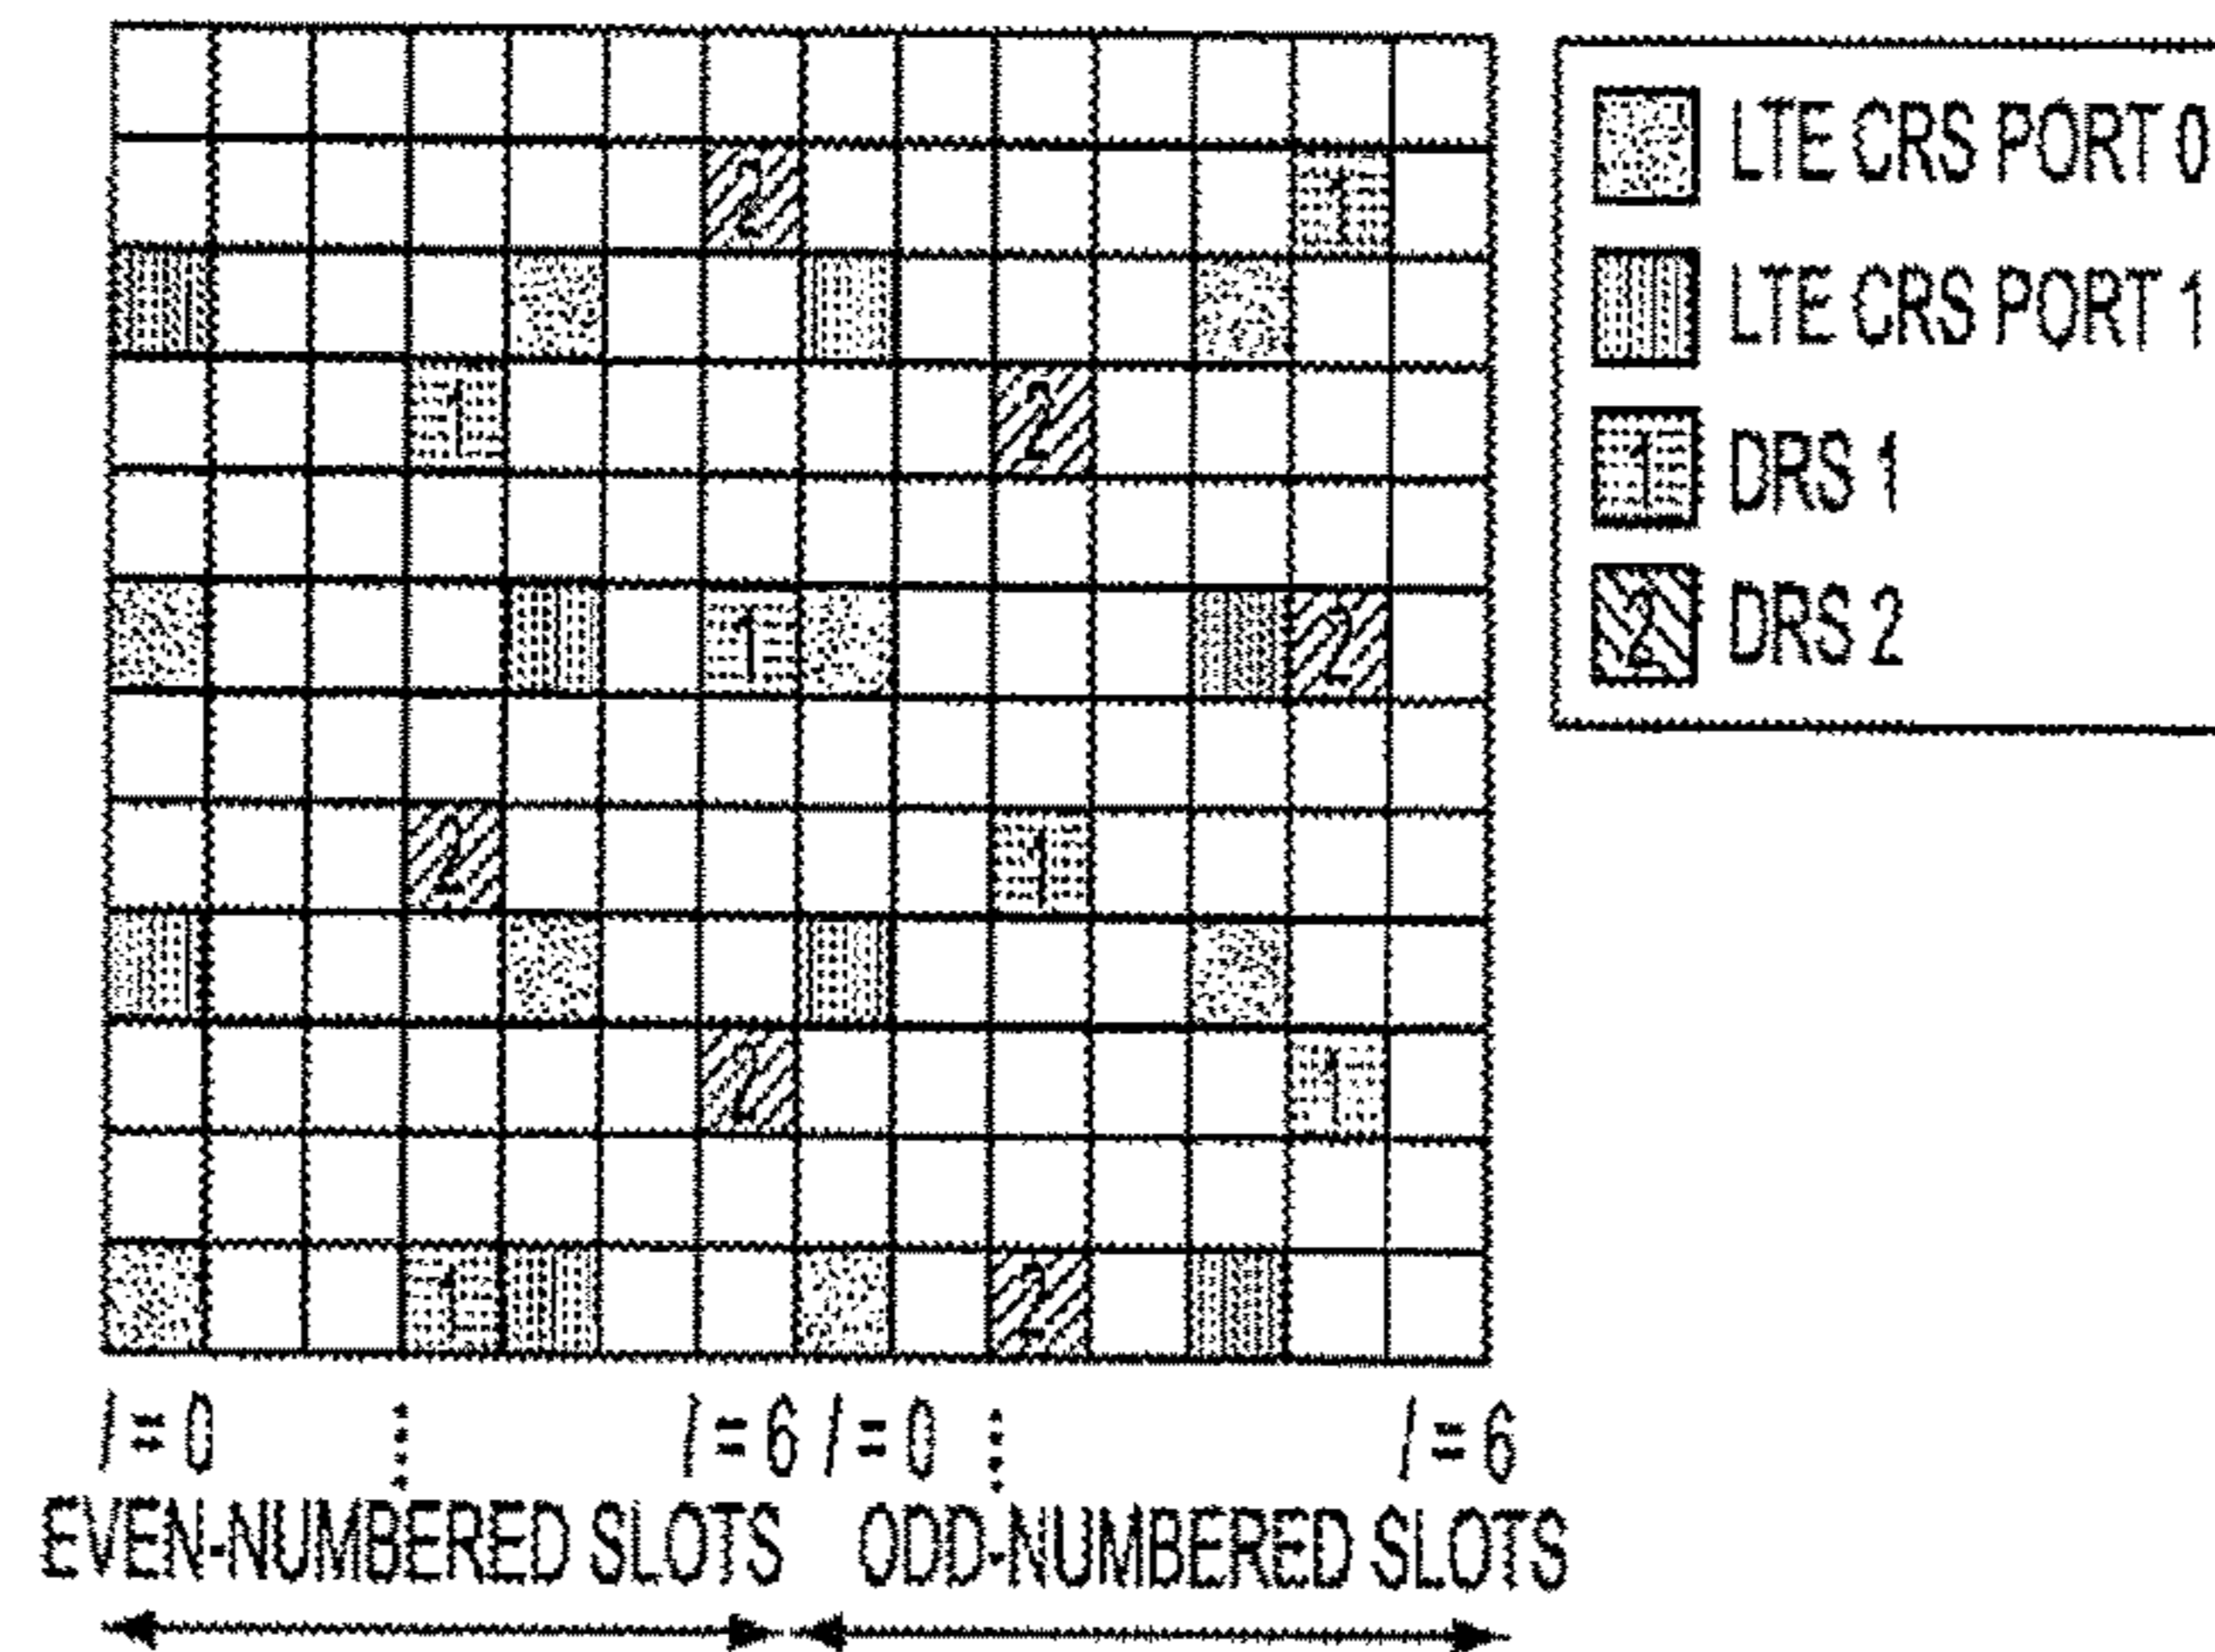 2 1
1 2
1 2
2 1
2 1
1 2
LTE CRS PORT 0
LTE CRS PORT 1
1 DRS 1
2 DRS 2
l = 0 l = 6 l = 0 l = 6
EVEN-NUMBERED SLOTS ODD-NUMBERED SLOTS